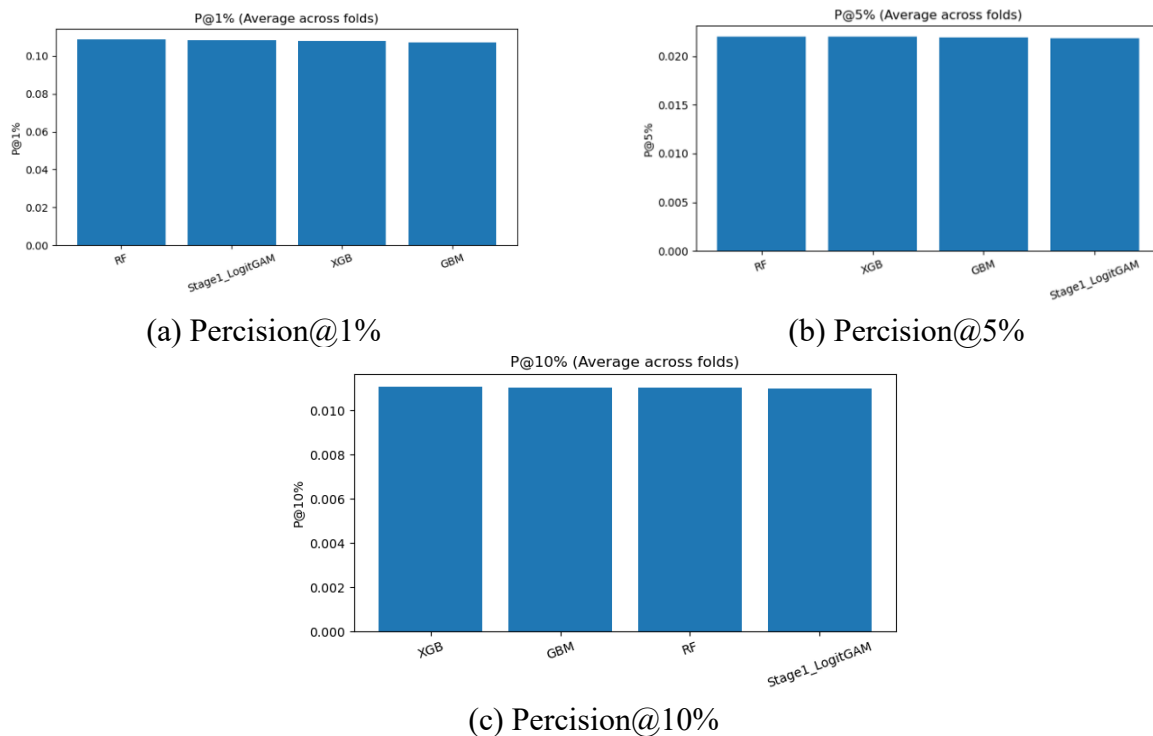 P@1% (Average across folds)
0.10
0.08
0.06
0.04
0.02
0.00
P@1%
RF
Stage1_LogitGAM
XGB
GBM
(a) Percision@1%
P@5% (Average across folds)
0.020
0.015
0.010
0.005
0.000
P@5%
RF
XGB
GBM
Stage1_LogitGAM
(b) Percision@5%
P@10% (Average across folds)
0.010
0.008
0.006
0.004
0.002
0.000
P@10%
XGB
GBM
RF
Stage1_LogitGAM
(c) Percision@10%